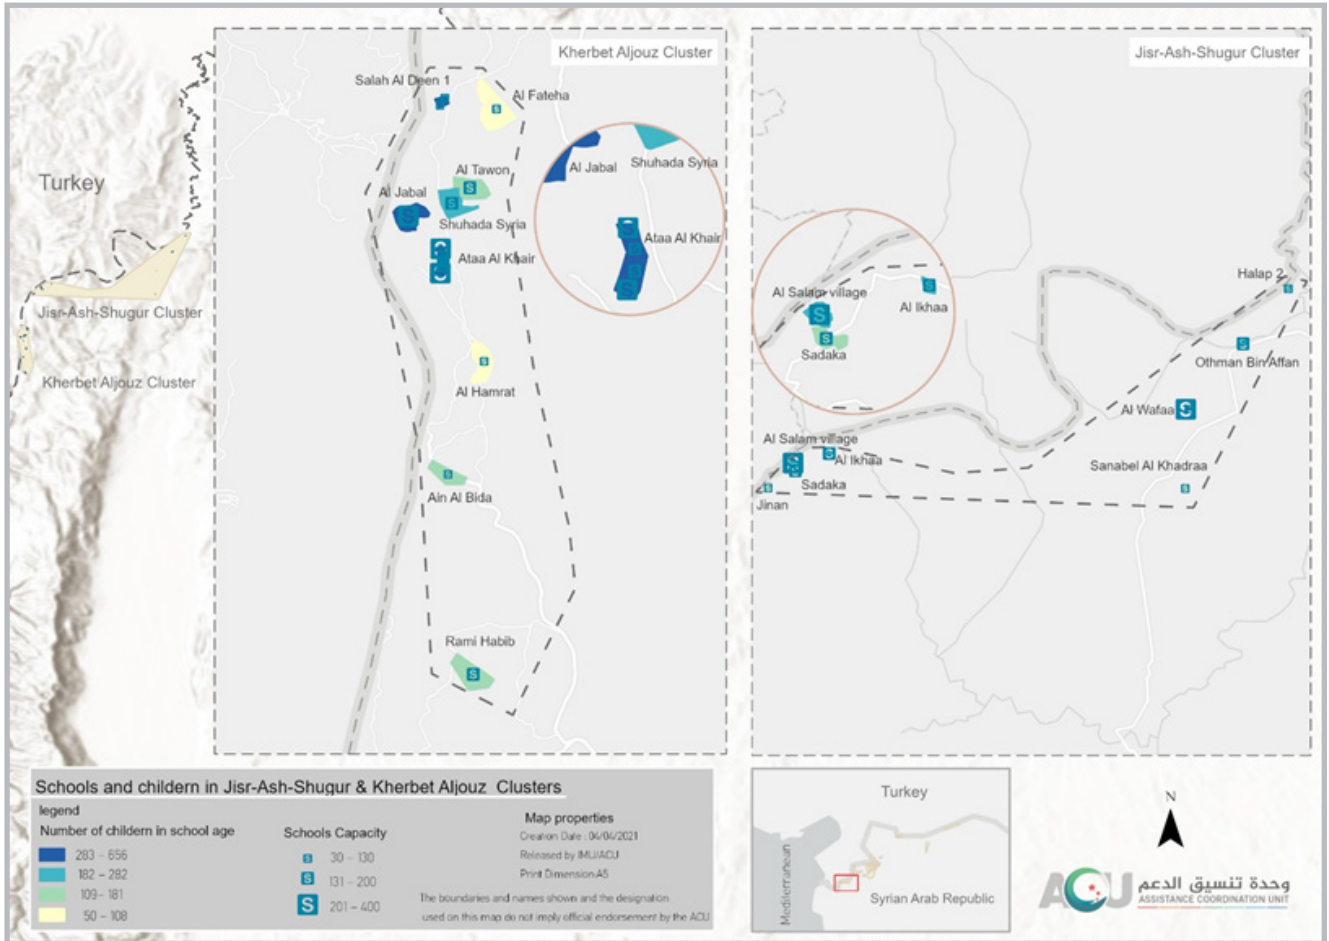 Kherbet Aljouz Cluster
Salah Al Deen 1
Al Fateha
Al Tawon
Al Jabal
Shuhada Syria
Ataa Al Khair
Al Jabal
Shuhada Syria
Ataa Al Khair
Al Hamrat
Ain Al Bida
Rami Habib
Jisr-Ash-Shugur Cluster
Al Salam village
Al Ikhaa
Sadaka
Halap 2
Othman Bin Affan
Al Wafaa
Al Salam village
Al Ikhaa
Sadaka
Jinan
Sanabel Al Khadraa
Turkey
Jisr-Ash-Shugur Cluster
Kherbet Aljouz Cluster
Schools and childern in Jisr-Ash-Shugur & Kherbet Aljouz Clusters
legend
Number of childern in school age
283 – 656
182 – 282
109 – 181
50 – 108
Schools Capacity
S 30 – 130
S 131 – 200
S 201 – 400
Map properties
Creation Date : 04/04/2021
Released by IMU/ACU
Print Dimension:A5
The boundaries and names shown and the designation
used on this map do not imply official endorsement by the ACU
Turkey
Mediterranean
Syrian Arab Republic
N
ACU
وحدة تنسيق الدعم
ASSISTANCE COORDINATION UNIT